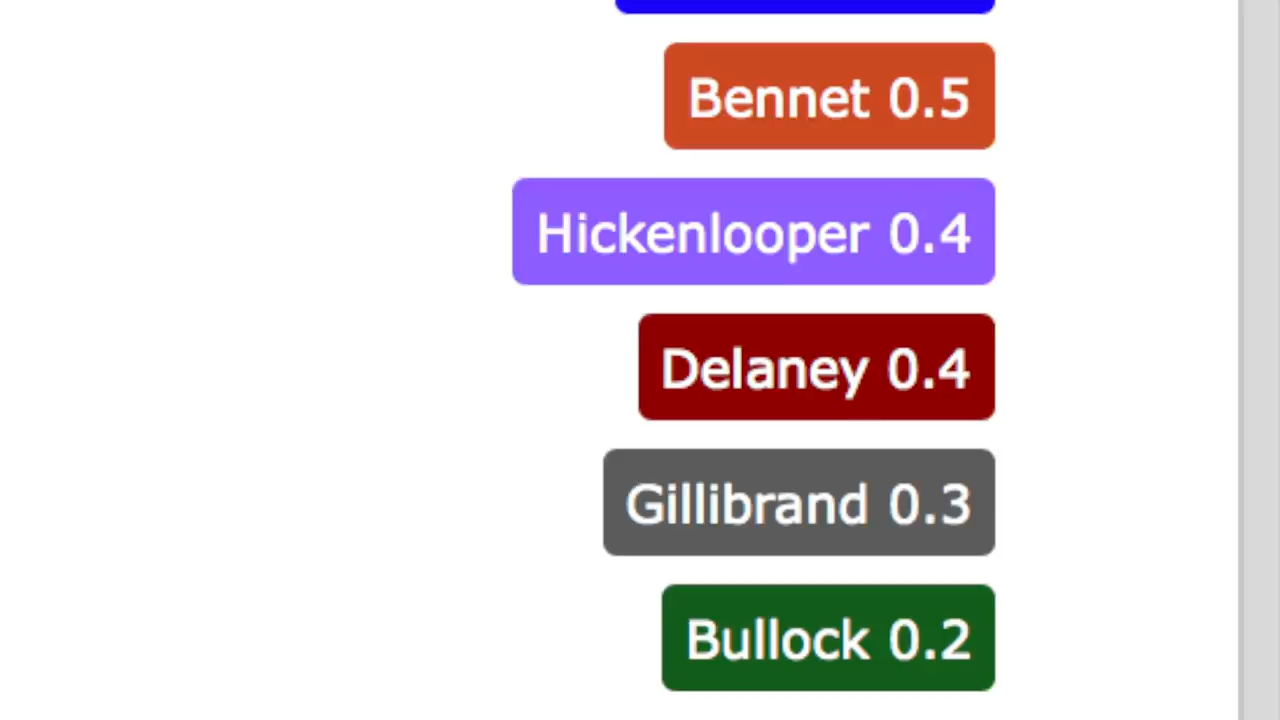 Bennet 0.5
Hickenlooper 0.4
Delaney 0.4
Gillibrand 0.3
Bullock 0.2